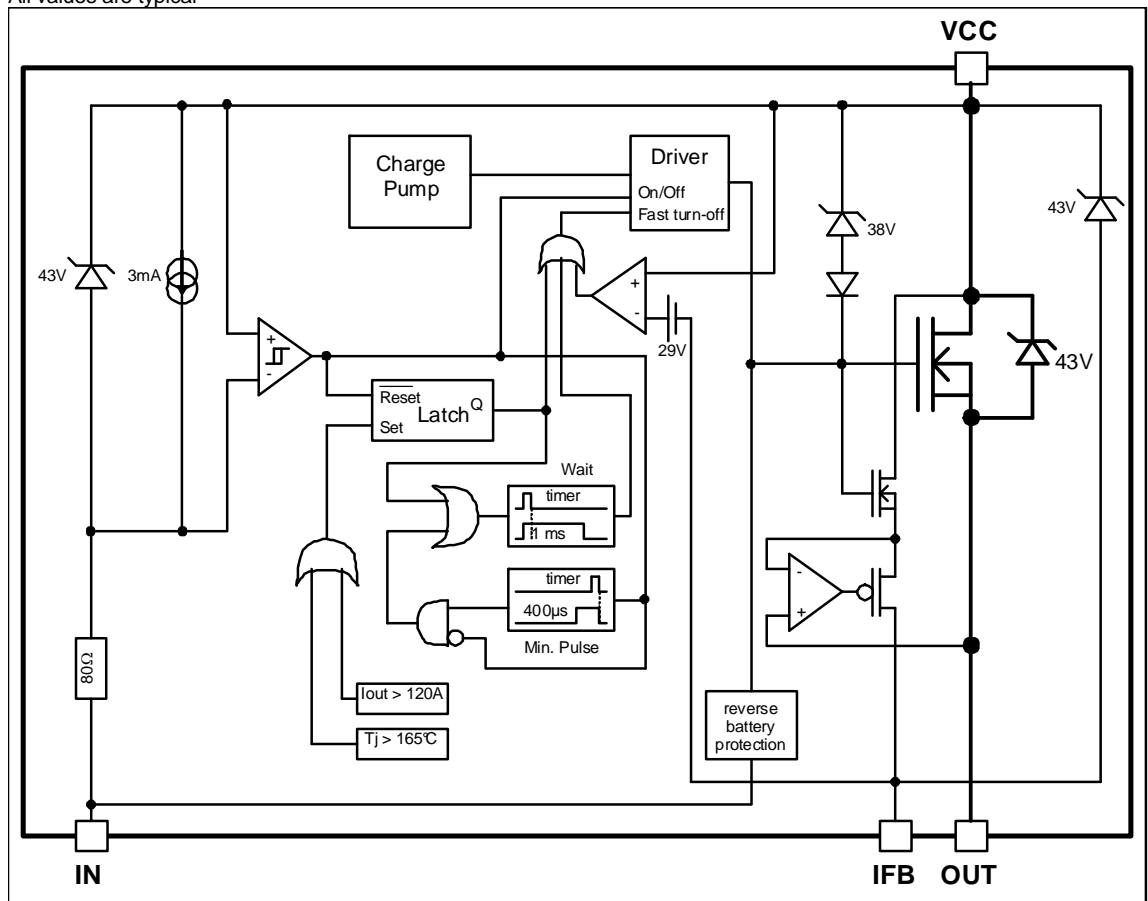 All values are typical
VCC
Charge
Pump
Driver
On/Off
Fast turn-off
43V
3mA
38V
43V
+
-
29V
+
-
43V
Reset
Latch
Q
Set
Wait
timer
1 ms
timer
400µs
Min. Pulse
-
+
80Ω
Iout > 120A
Tj > 165°C
reverse
battery
protection
IN
IFB
OUT